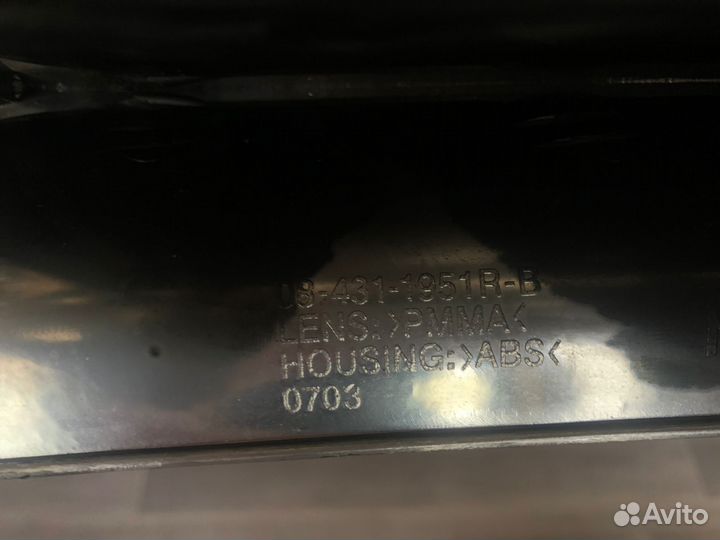 08-431-1951R-B
LENS:>PMMA<
HOUSING:>ABS<
0703
Avito